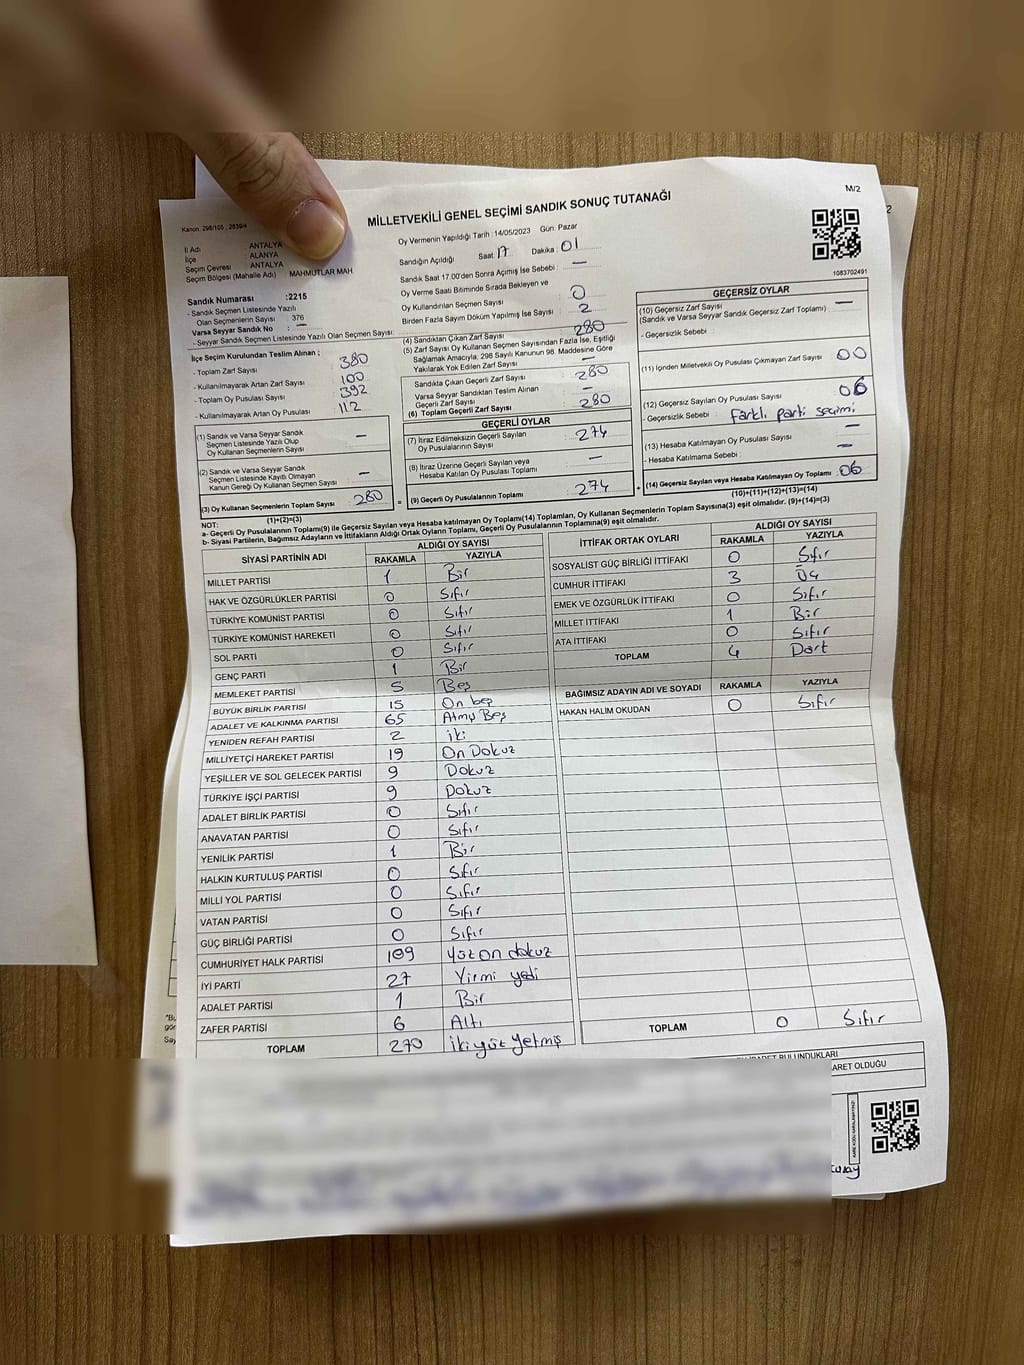 M/2
2
MİLLETVEKİLİ GENEL SEÇİMİ SANDIK SONUÇ TUTANAĞI
Kanun. 298/105 , 2839/4
Oy Vermenin Yapıldığı Tarih : 14/05/2023 Gün: Pazar
İl Adı : ANTALYA
İlçe : ALANYA
Seçim Çevresi : ANTALYA
Seçim Bölgesi (Mahalle Adı) MAHMUTLAR MAH
Sandığın Açıldığı Saat : 17 Dakika : 01
Sandık Saat 17.00'den Sonra Açılmış İse Sebebi : —
Oy Verme Saati Bitiminde Sırada Bekleyen ve
Oy Kullandırılan Seçmen Sayısı : 0
Birden Fazla Sayım Döküm Yapılmış İse Sayısı : 2
1083702491
Sandık Numarası :2215
- Sandık Seçmen Listesinde Yazılı
Olan Seçmenlerin Sayısı : 376
Varsa Seyyar Sandık No : —
- Seyyar Sandık Seçmen Listesinde Yazılı Olan Seçmen Sayısı:
İlçe Seçim Kurulundan Teslim Alınan ;
- Toplam Zarf Sayısı : 380
- Kullanılmayarak Artan Zarf Sayısı : 100
- Toplam Oy Pusulası Sayısı : 392
- Kullanılmayarak Artan Oy Pusulası : 112
(1) Sandık ve Varsa Seyyar Sandık
Seçmen Listesinde Yazılı Olup
Oy Kullanan Seçmenlerin Sayısı —
(2) Sandık ve Varsa Seyyar Sandık
Seçmen Listesinde Kayıtlı Olmayan
Kanun Gereği Oy Kullanan Seçmen Sayısı : —
(3) Oy Kullanan Seçmenlerin Toplam Sayısı : 280
(1)+(2)=(3)
(4) Sandıktan Çıkan Zarf Sayısı : 280
(5) Zarf Sayısı Oy Kullanan Seçmen Sayısından Fazla İse, Eşitliği
Sağlamak Amacıyla, 298 Sayılı Kanunun 98. Maddesine Göre
Yakılarak Yok Edilen Zarf Sayısı : —
Sandıkta Çıkan Geçerli Zarf Sayısı : 280
Varsa Seyyar Sandıktan Teslim Alınan
Geçerli Zarf Sayısı : —
(6) Toplam Geçerli Zarf Sayısı : 280
GEÇERLİ OYLAR
(7) İtiraz Edilmeksizin Geçerli Sayılan
Oy Pusulalarının Sayısı : 274
(8) İtiraz Üzerine Geçerli Sayılan veya
Hesaba Katılan Oy Pusulası Toplamı : —
= (9) Geçerli Oy Pusulalarının Toplamı : 274
GEÇERSİZ OYLAR
(10) Geçersiz Zarf Sayısı : —
(Sandık ve Varsa Seyyar Sandık Geçersiz Zarf Toplamı) :
- Geçersizlik Sebebi :
(11) İçinden Milletvekili Oy Pusulası Çıkmayan Zarf Sayısı : 00
(12) Geçersiz Sayılan Oy Pusulası Sayısı : 06
- Geçersizlik Sebebi : farklı parti seçimi
(13) Hesaba Katılmayan Oy Pusulası Sayısı : —
- Hesaba Katılmama Sebebi : —
+ (14) Geçersiz Sayılan veya Hesaba Katılmayan Oy Toplamı : 06
(10)+(11)+(12)+(13)=(14)
NOT:
a- Geçerli Oy Pusulalarının Toplamı(9) ile Geçersiz Sayılan veya Hesaba katılmayan Oy Toplamı(14) Toplamları, Oy Kullanan Seçmenlerin Toplam Sayısına(3) eşit olmalıdır. (9)+(14)=(3)
b- Siyasi Partilerin, Bağımsız Adayların ve İttifakların Aldığı Ortak Oyların Toplamı, Geçerli Oy Pusulalarının Toplamına(9) eşit olmalıdır.
SİYASİ PARTİNİN ADI ALDIĞI OY SAYISI
RAKAMLA YAZIYLA
MİLLET PARTİSİ 1 Bir
HAK VE ÖZGÜRLÜKLER PARTİSİ 0 Sıfır
TÜRKİYE KOMÜNİST PARTİSİ 0 Sıfır
TÜRKİYE KOMÜNİST HAREKETİ 0 Sıfır
SOL PARTİ 0 Sıfır
GENÇ PARTİ 1 Bir
MEMLEKET PARTİSİ 5 Beş
BÜYÜK BİRLİK PARTİSİ 15 On beş
ADALET VE KALKINMA PARTİSİ 65 Atmış Beş
YENİDEN REFAH PARTİSİ 2 iki
MİLLİYETÇİ HAREKET PARTİSİ 19 On Dokuz
YEŞİLLER VE SOL GELECEK PARTİSİ 9 Dokuz
TÜRKİYE İŞÇİ PARTİSİ 9 Dokuz
ADALET BİRLİK PARTİSİ 0 Sıfır
ANAVATAN PARTİSİ 0 Sıfır
YENİLİK PARTİSİ 1 Bir
HALKIN KURTULUŞ PARTİSİ 0 Sıfır
MİLLİ YOL PARTİSİ 0 Sıfır
VATAN PARTİSİ 0 Sıfır
GÜÇ BİRLİĞİ PARTİSİ 0 Sıfır
CUMHURİYET HALK PARTİSİ 109 Yüz on dokuz
İYİ PARTİ 27 Yirmi yedi
ADALET PARTİSİ 1 Bir
ZAFER PARTİSİ 6 Altı
TOPLAM 270 iki yüz yetmiş
İTTİFAK ORTAK OYLARI ALDIĞI OY SAYISI
RAKAMLA YAZIYLA
SOSYALİST GÜÇ BİRLİĞİ İTTİFAKI 0 Sıfır
CUMHUR İTTİFAKI 3 Üç
EMEK VE ÖZGÜRLÜK İTTİFAKI 0 Sıfır
MİLLET İTTİFAKI 1 Bir
ATA İTTİFAKI 0 Sıfır
TOPLAM 4 Dört
BAĞIMSIZ ADAYIN ADI VE SOYADI RAKAMLA YAZIYLA
HAKAN HALİM OKUDAN 0 Sıfır
TOPLAM 0 Sıfır
BULUNDUKLARI
ARET OLDUĞU